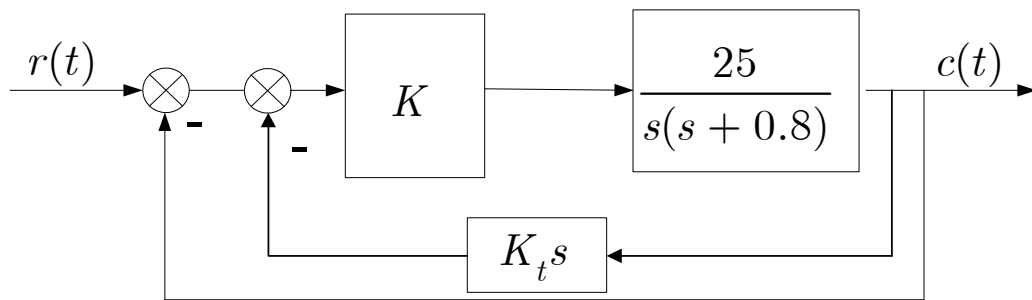 r(t)
K
25
s(s + 0.8)
c(t)
-
-
K_t s